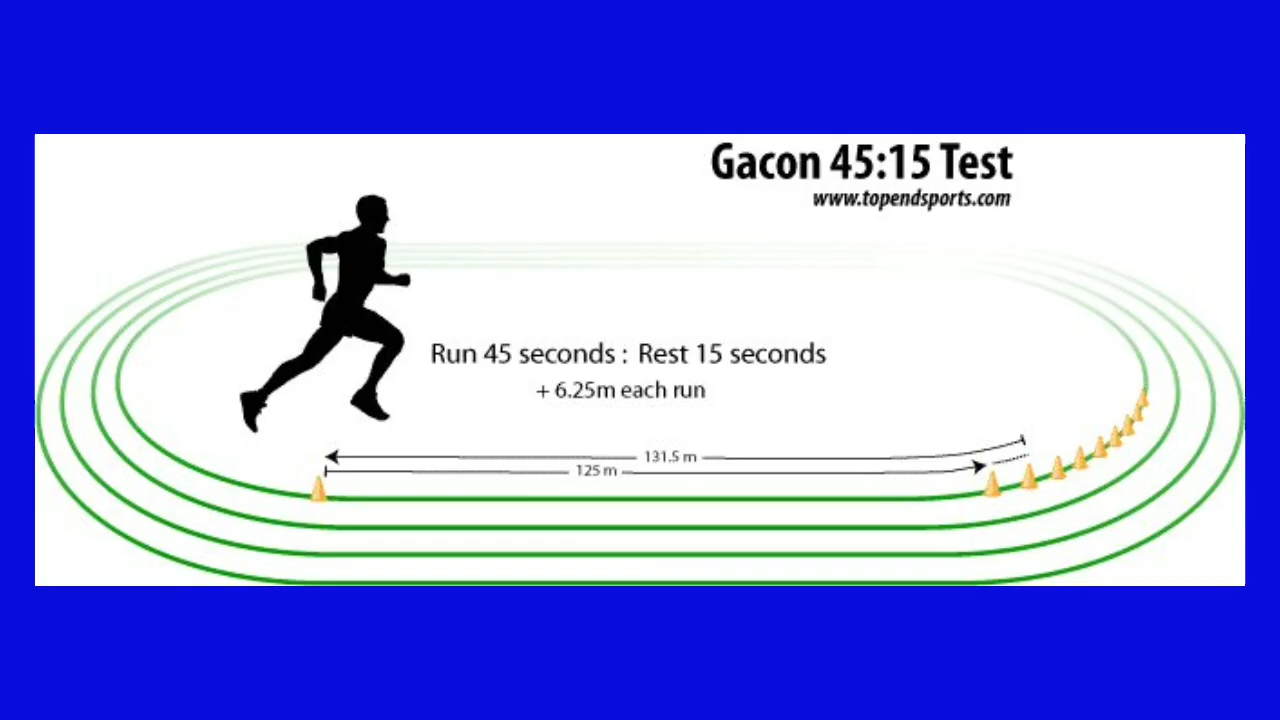 Gacon 45:15 Test
www.topendsports.com
Run 45 seconds : Rest 15 seconds
+ 6.25m each run
131.5 m
125 m